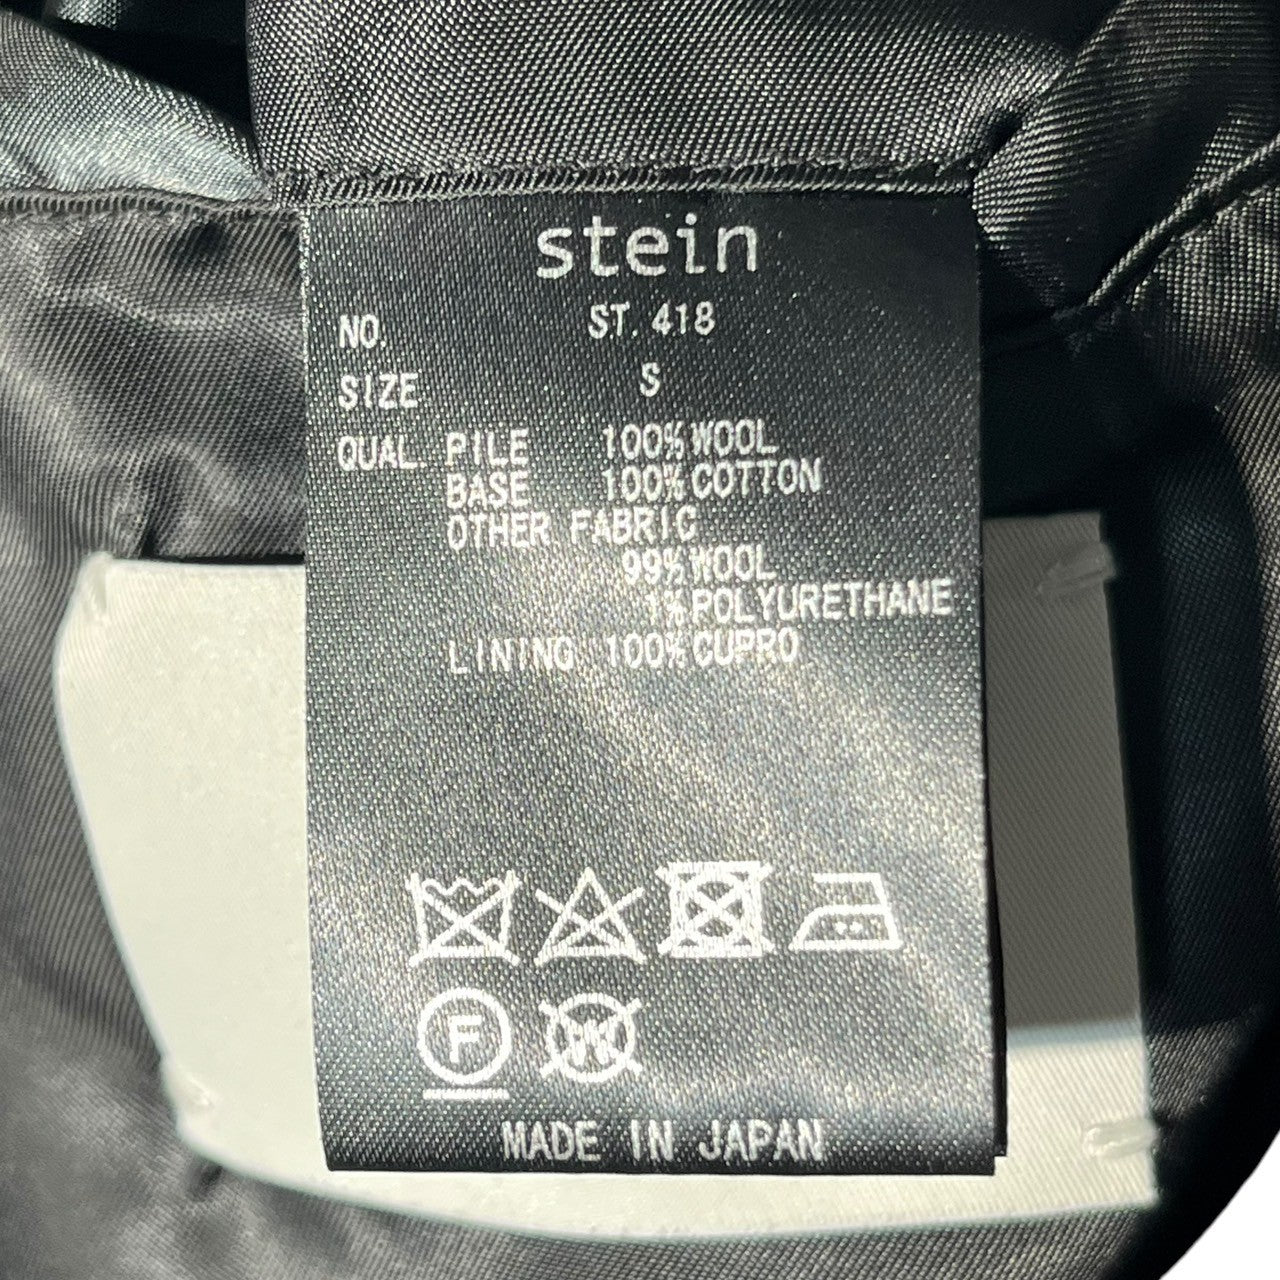 stein
NO. ST. 418
SIZE S
QUAL PILE 100%WOOL
BASE 100%COTTON
OTHER FABRIC
99%WOOL
1%POLYURETHANE
LINING 100%CUPRO
F W
MADE IN JAPAN